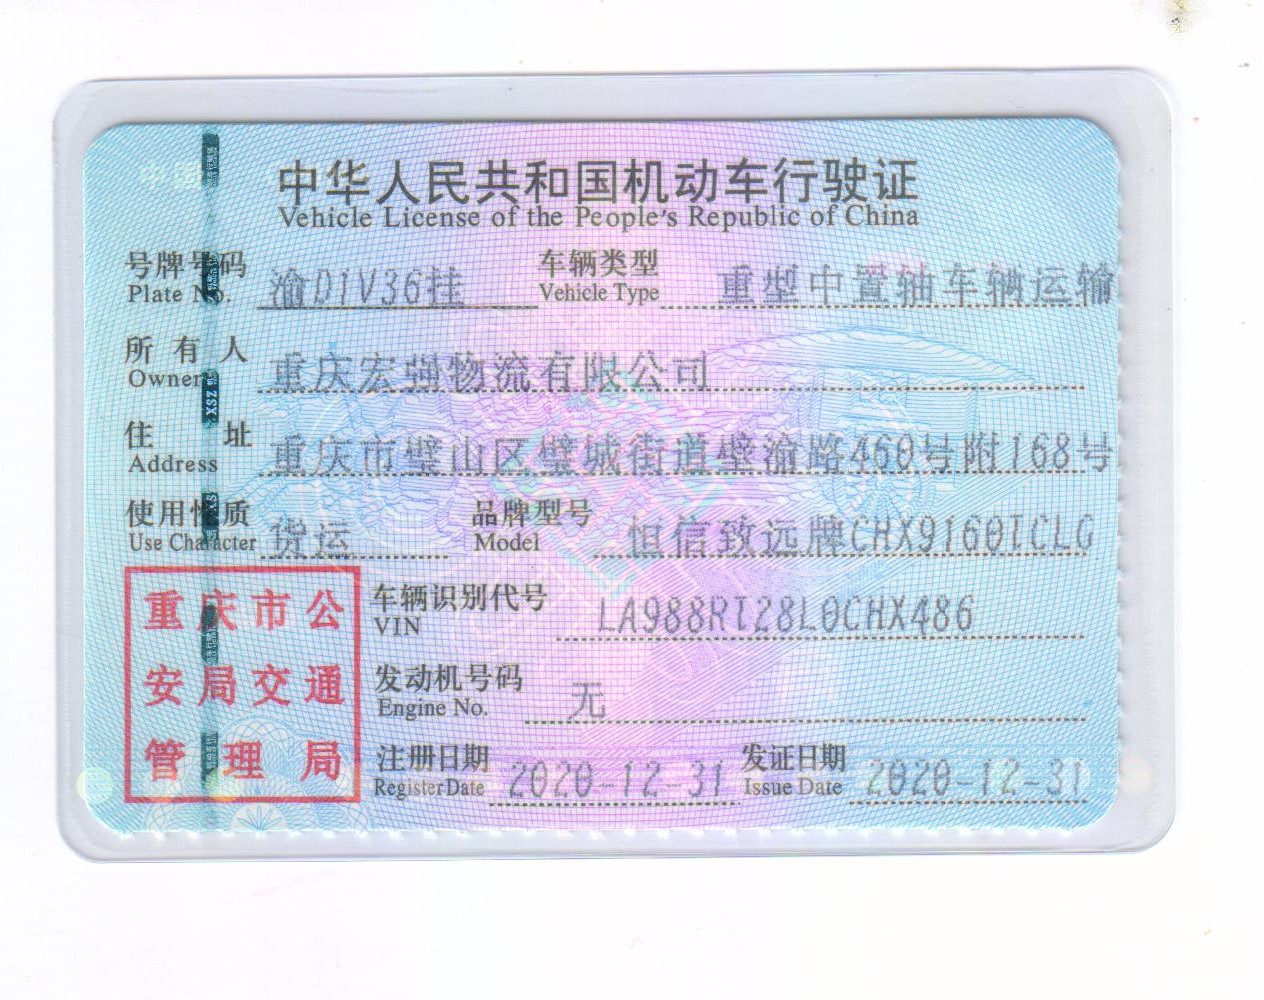 中华人民共和国机动车行驶证
Vehicle License of the People's Republic of China
号牌号码 渝D1V36挂 车辆类型 重型中置轴车辆运输
Plate No. Vehicle Type
所有人 重庆宏强物流有限公司
Owner
住址 重庆市璧山区璧城街道壁渝路460号附168号
Address
使用性质 货运 品牌型号 恒信致远牌CHX9160TCLG
Use Character Model
重庆市公
安局交通
管理局
车辆识别代号 LA988RT28L0CHX486
VIN
发动机号码 无
Engine No.
注册日期 2020-12-31 发证日期 2020-12-31
Register Date Issue Date